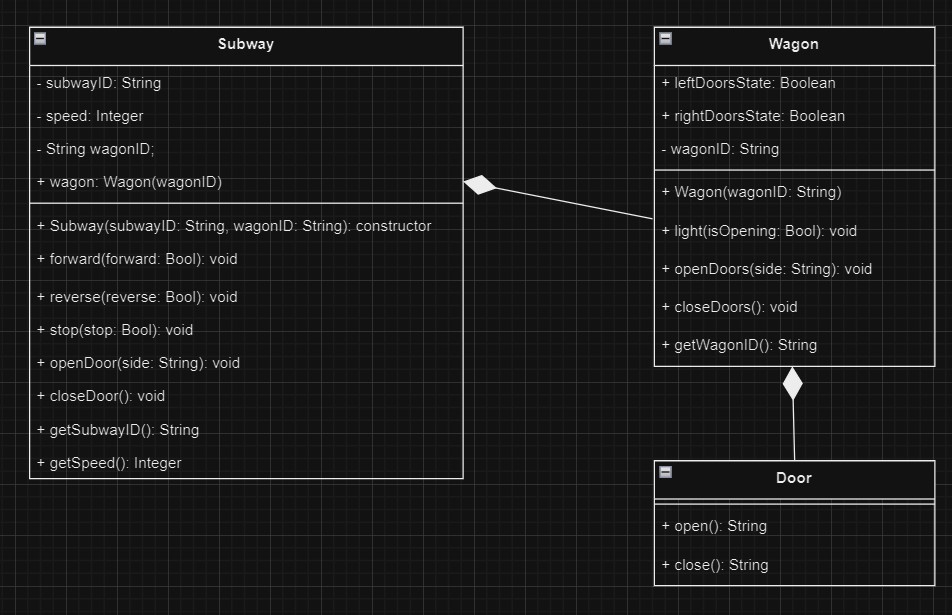 Subway
- subwayID: String
- speed: Integer
- String wagonID;
+ wagon: Wagon(wagonID)
+ Subway(subwayID: String, wagonID: String): constructor
+ forward(forward: Bool): void
+ reverse(reverse: Bool): void
+ stop(stop: Bool): void
+ openDoor(side: String): void
+ closeDoor(): void
+ getSubwayID(): String
+ getSpeed(): Integer
Wagon
+ leftDoorsState: Boolean
+ rightDoorsState: Boolean
- wagonID: String
+ Wagon(wagonID: String)
+ light(isOpening: Bool): void
+ openDoors(side: String): void
+ closeDoors(): void
+ getWagonID(): String
Door
+ open(): String
+ close(): String